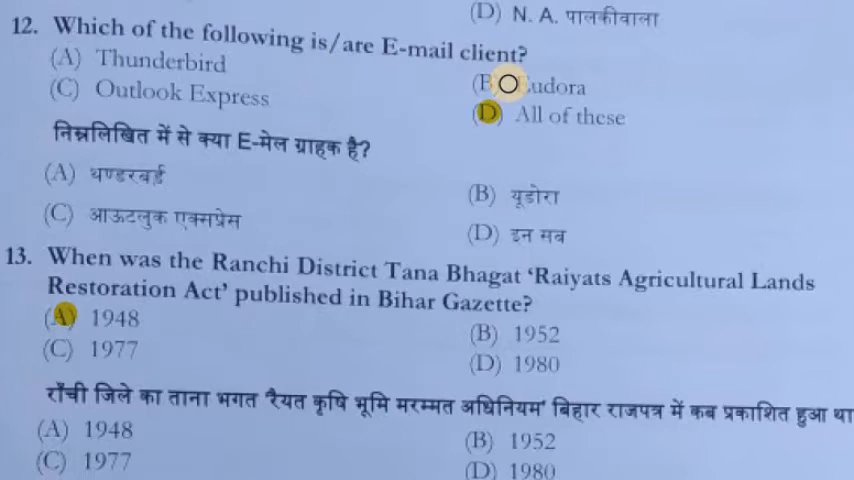 (D) N. A. पालकीवाला
12. Which of the following is/are E-mail client?
(A) Thunderbird
(B) Eudora
(C) Outlook Express
(D) All of these
निम्नलिखित में से क्या E-मेल ग्राहक है?
(A) थण्डरबर्ड
(B) यूडोरा
(C) आऊटलुक एक्सप्रेस
(D) इन सब
13. When was the Ranchi District Tana Bhagat ‘Raiyats Agricultural Lands
Restoration Act’ published in Bihar Gazette?
(A) 1948
(B) 1952
(C) 1977
(D) 1980
राँची जिले का ताना भगत 'रैयत कृषि भूमि मरम्मत अधिनियम' बिहार राजपत्र में कब प्रकाशित हुआ था
(A) 1948
(B) 1952
(C) 1977
(D) 1980